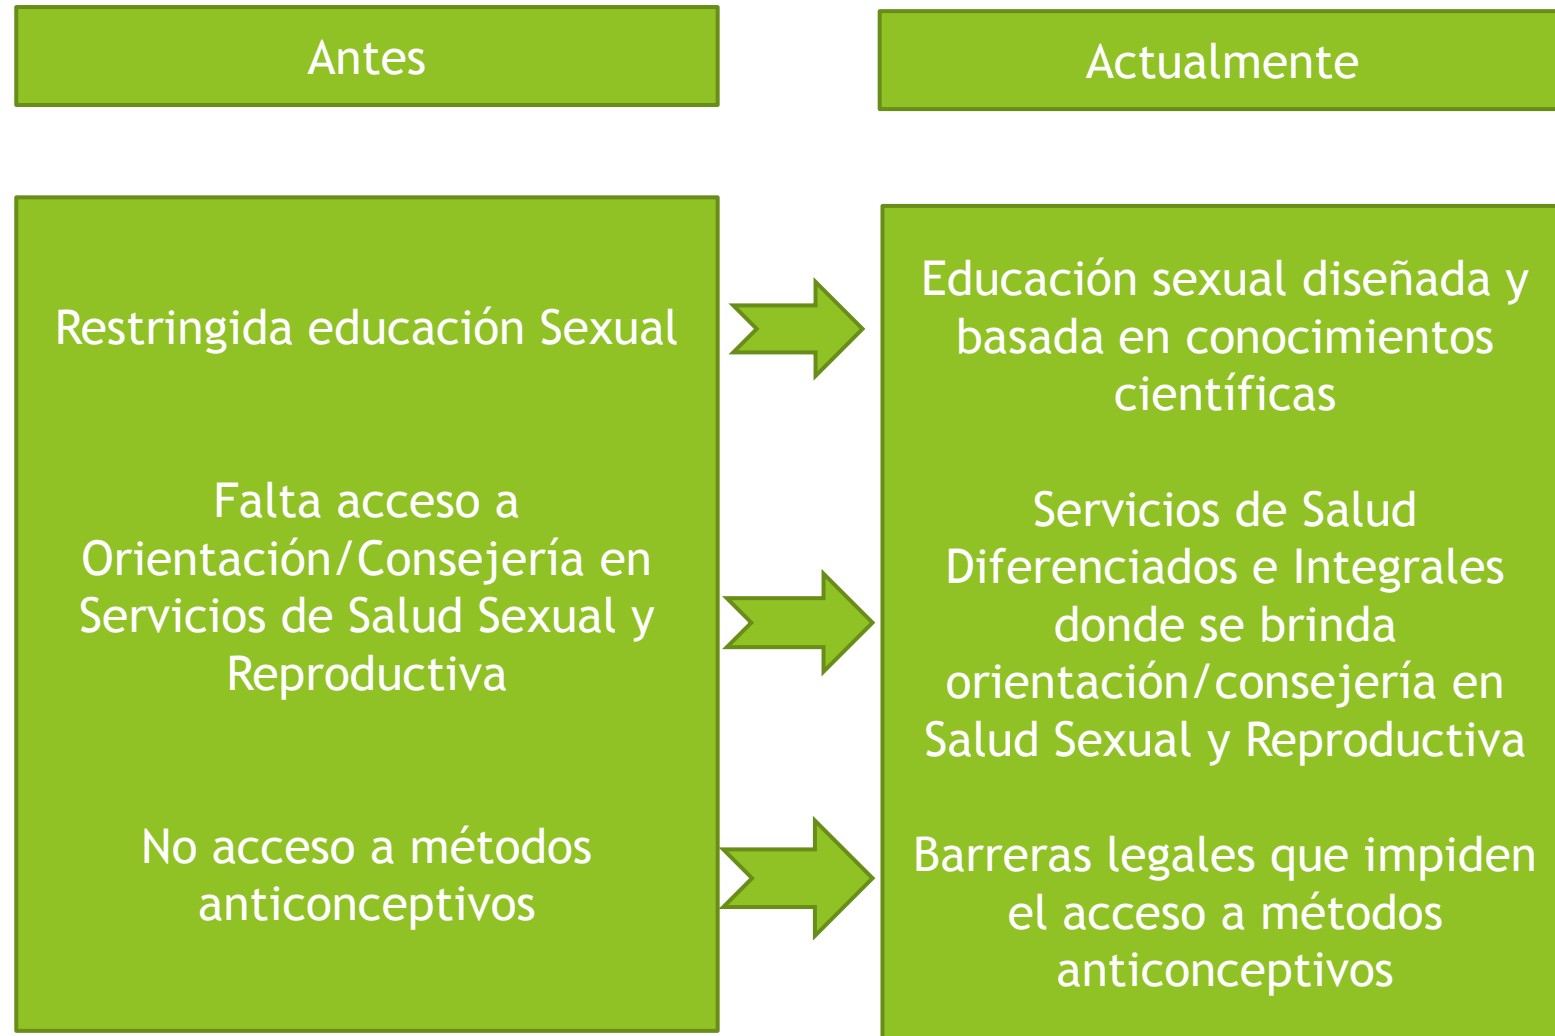 Antes
Actualmente
Restringida educación Sexual
Falta acceso a
Orientación/Consejería en
Servicios de Salud Sexual y
Reproductiva
No acceso a métodos
anticonceptivos
Educación sexual diseñada y
basada en conocimientos
científicas
Servicios de Salud
Diferenciados e Integrales
donde se brinda
orientación/consejería en
Salud Sexual y Reproductiva
Barreras legales que impiden
el acceso a métodos
anticonceptivos